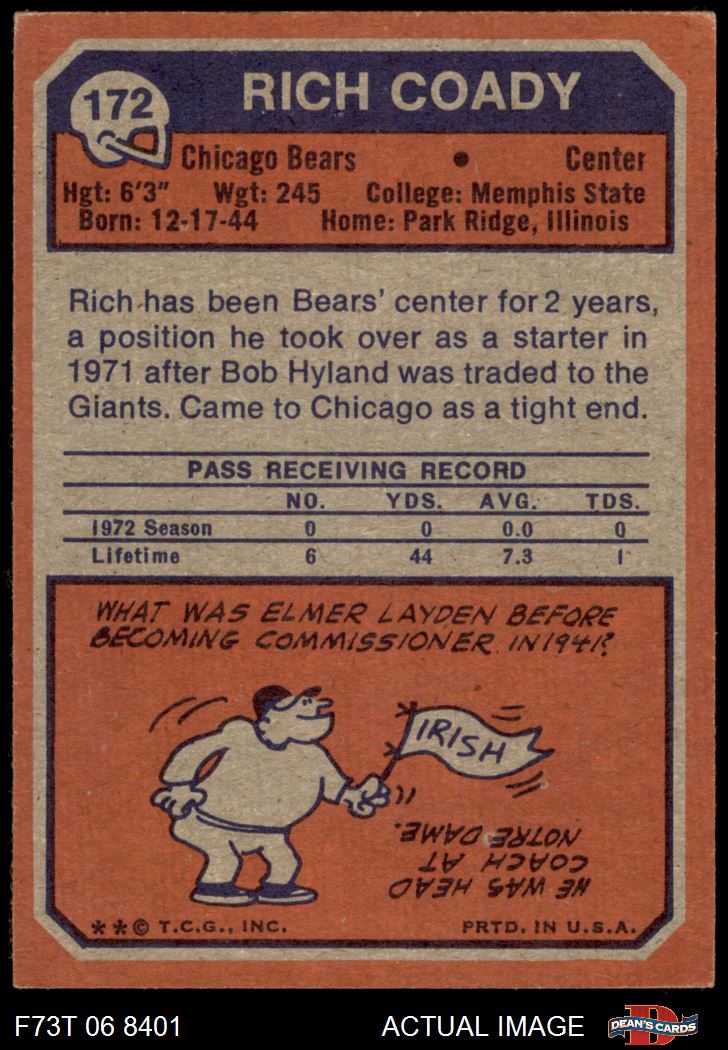 172
RICH COADY
Chicago Bears • Center
Hgt: 6'3" Wgt: 245 College: Memphis State
Born: 12-17-44 Home: Park Ridge, Illinois
Rich has been Bears' center for 2 years,
a position he took over as a starter in
1971 after Bob Hyland was traded to the
Giants. Came to Chicago as a tight end.
PASS RECEIVING RECORD
NO. YDS. AVG. TDS.
1972 Season 0 0 0.0 0
Lifetime 6 44 7.3 1
WHAT WAS ELMER LAYDEN BEFORE
BECOMING COMMISSIONER IN 1941?
IRISH
HE WAS HEAD
COACH AT
NOTRE DAME.
**© T.C.G., INC. PRTD. IN U.S.A.
F73T 06 8401 ACTUAL IMAGE
D
DEAN'S CARDS